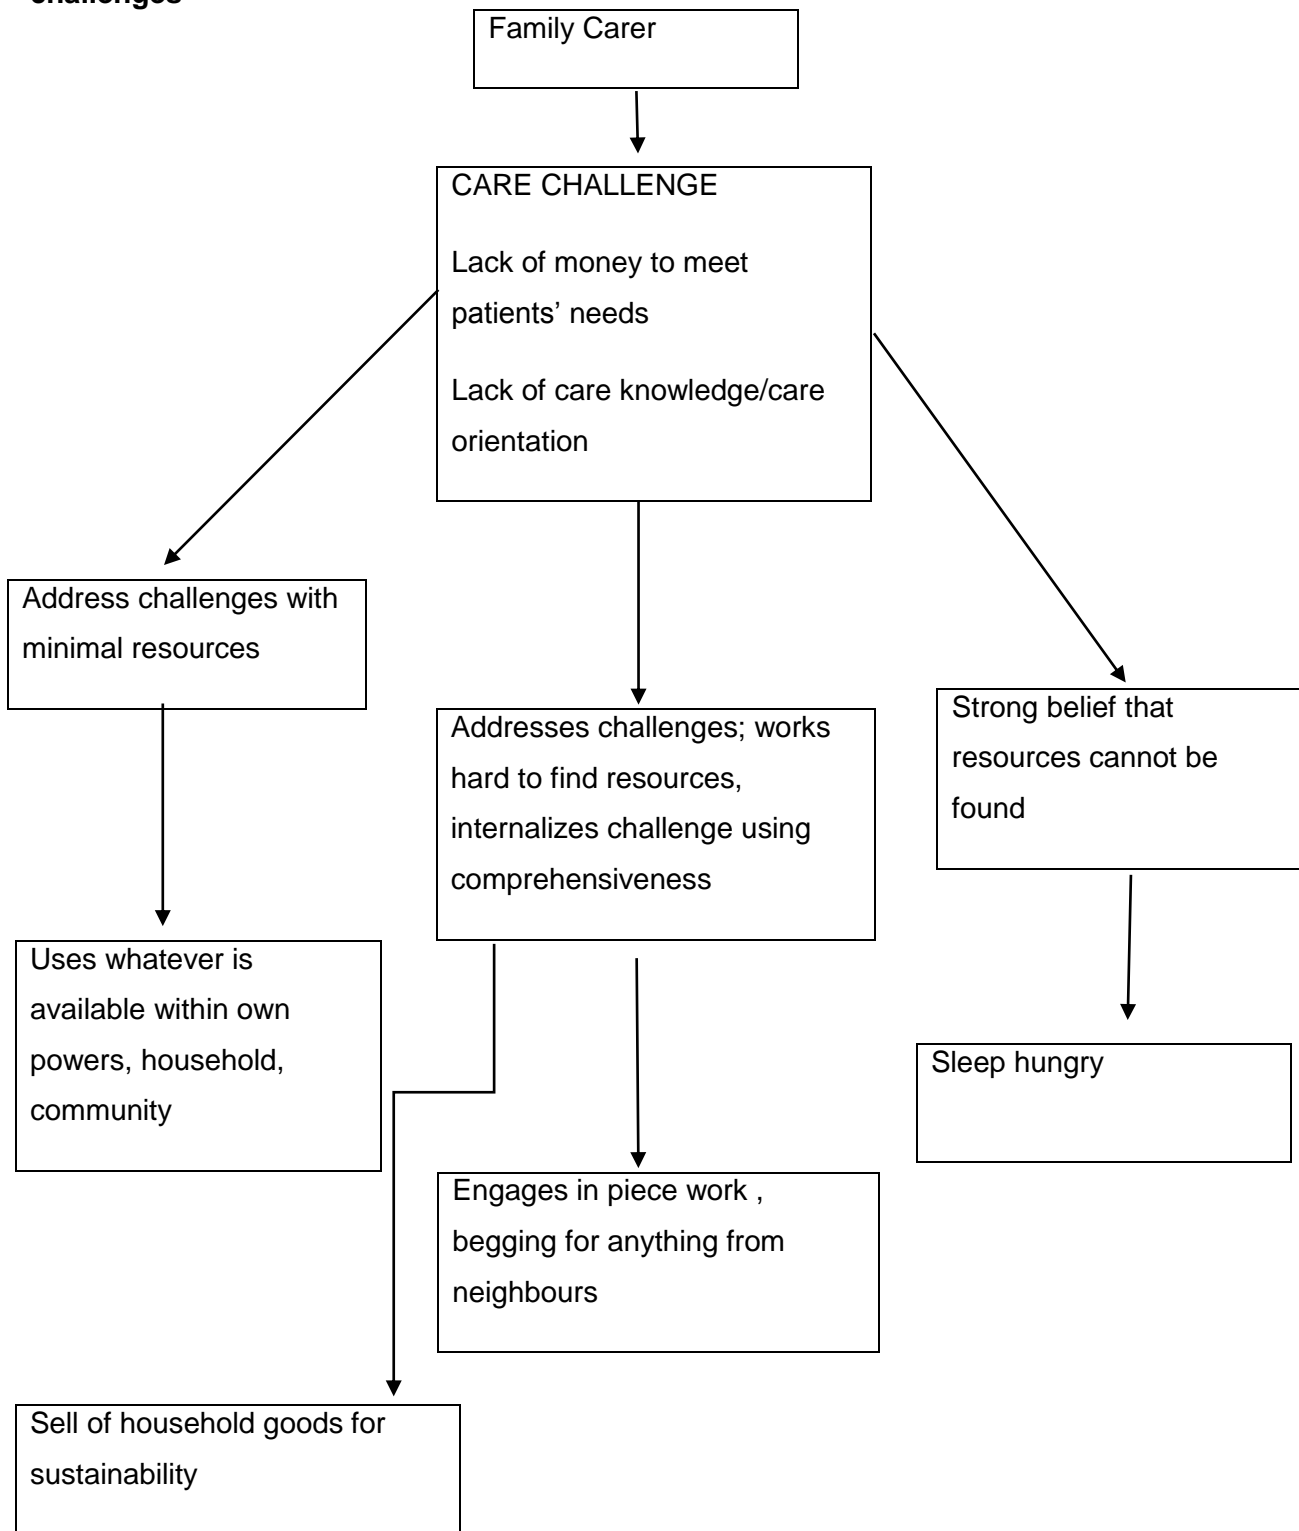 challenges
Family Carer
CARE CHALLENGE
Lack of money to meet
patients’ needs
Lack of care knowledge/care
orientation
Address challenges with
minimal resources
Addresses challenges; works
hard to find resources,
internalizes challenge using
comprehensiveness
Strong belief that
resources cannot be
found
Uses whatever is
available within own
powers, household,
community
Sleep hungry
Engages in piece work ,
begging for anything from
neighbours
Sell of household goods for
sustainability